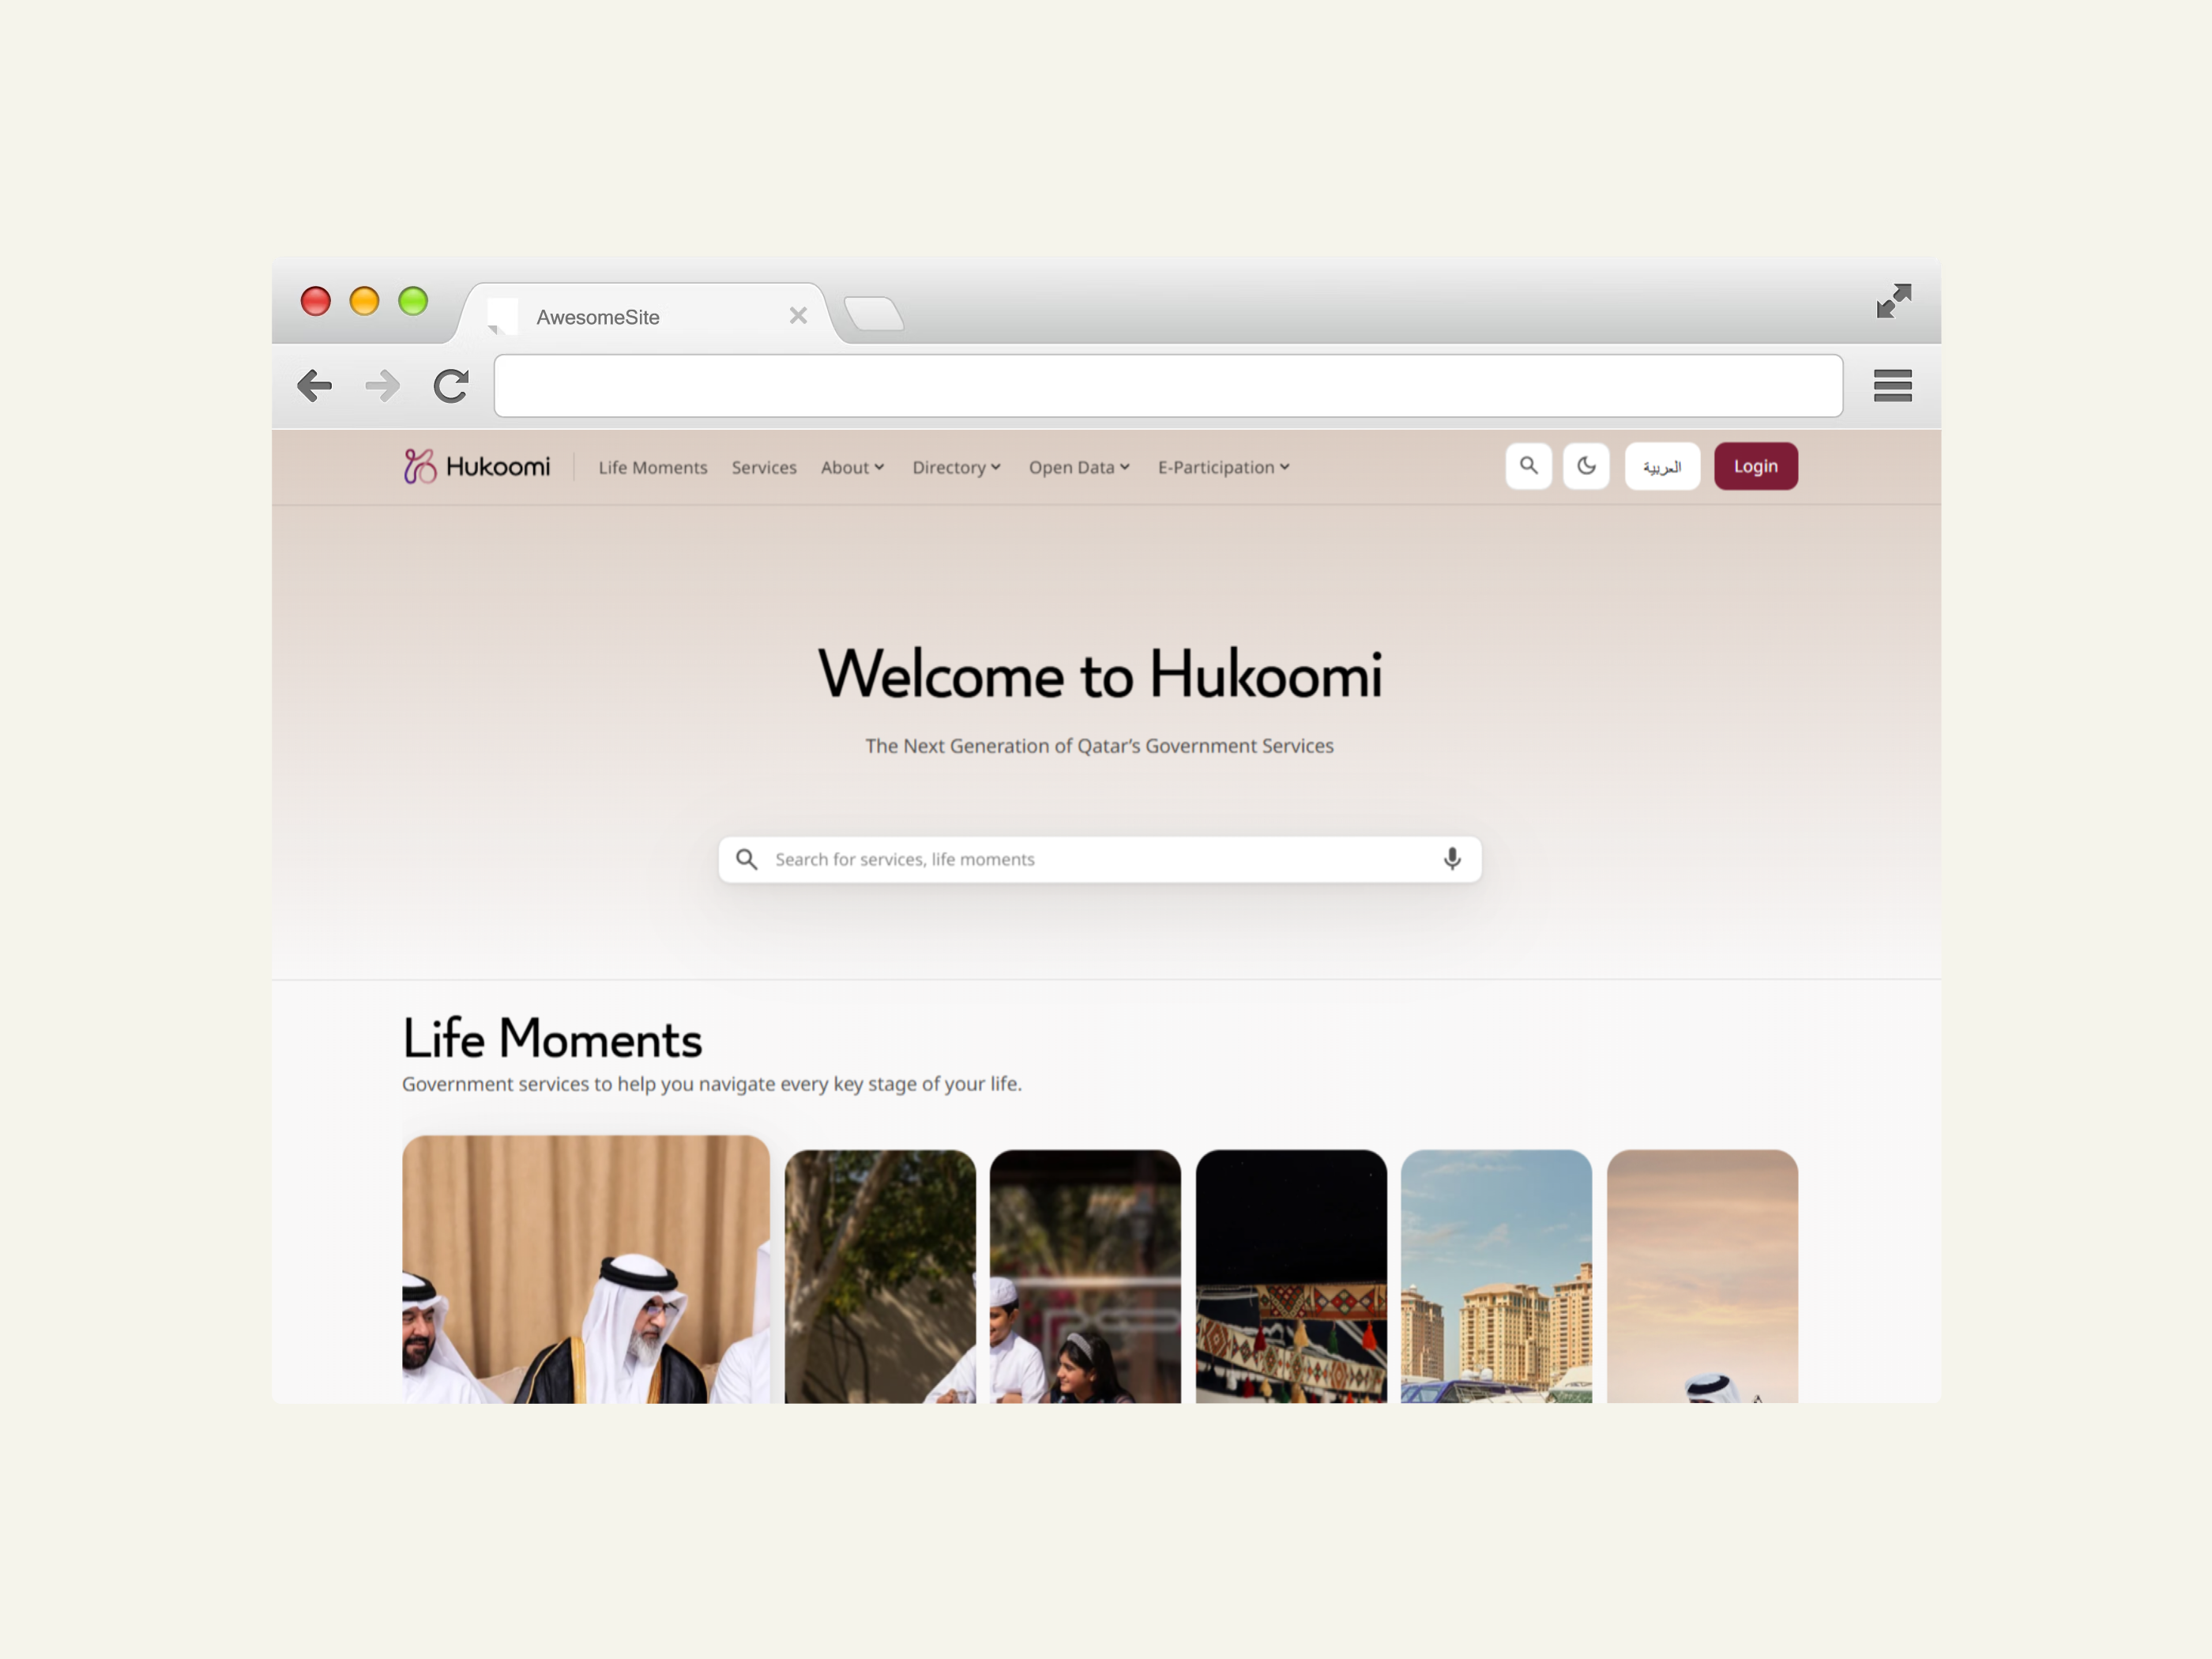 AwesomeSite
Hukoomi Life Moments Services About Directory Open Data E-Participation العربية Login
Welcome to Hukoomi
The Next Generation of Qatar’s Government Services
Search for services, life moments
Life Moments
Government services to help you navigate every key stage of your life.